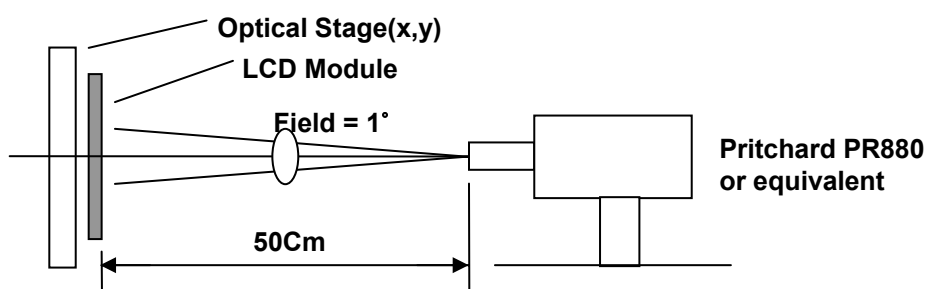 Optical Stage(x,y)
LCD Module
Field = 1˚
Pritchard PR880
or equivalent
50Cm